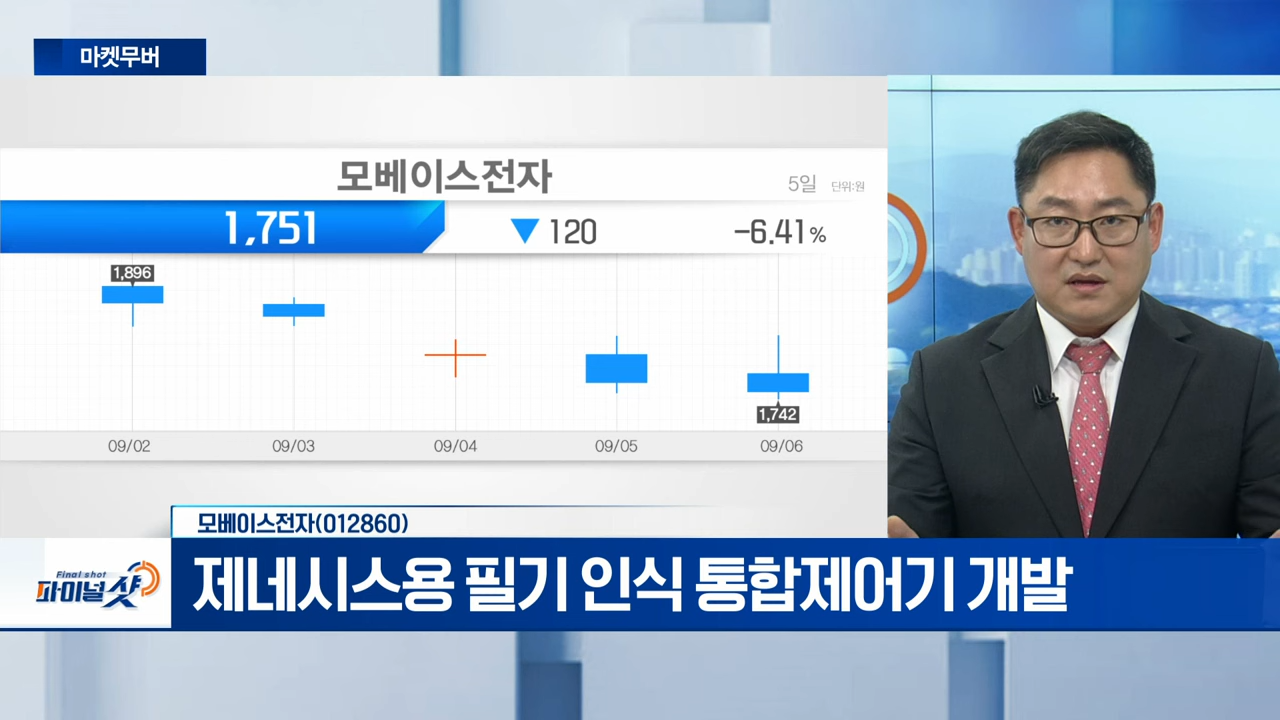 마켓무버
모베이스전자
5일 단위:원
1,751 ▼ 120 -6.41%
1,896
1,742
09/02 09/03 09/04 09/05 09/06
모베이스전자(012860)
Final shot
파이널샷
제네시스용 필기 인식 통합제어기 개발